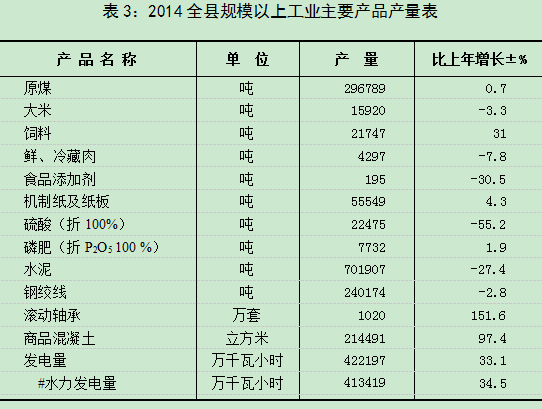 表 3：2014 全县规模以上工业主要产品产量表
产 品 名 称 单 位 产 量 比上年增长±%
原煤 吨 296789 0.7
大米 吨 15920 -3.3
饲料 吨 21747 31
鲜、冷藏肉 吨 4297 -7.8
食品添加剂 吨 195 -30.5
机制纸及纸板 吨 55549 4.3
硫酸（折 100%） 吨 22475 -55.2
磷肥（折 P₂O₅ 100 %） 吨 7732 1.9
水泥 吨 701907 -27.4
钢绞线 吨 240174 -2.8
滚动轴承 万套 1020 151.6
商品混凝土 立方米 214491 97.4
发电量 万千瓦小时 422197 33.1
#水力发电量 万千瓦小时 413419 34.5